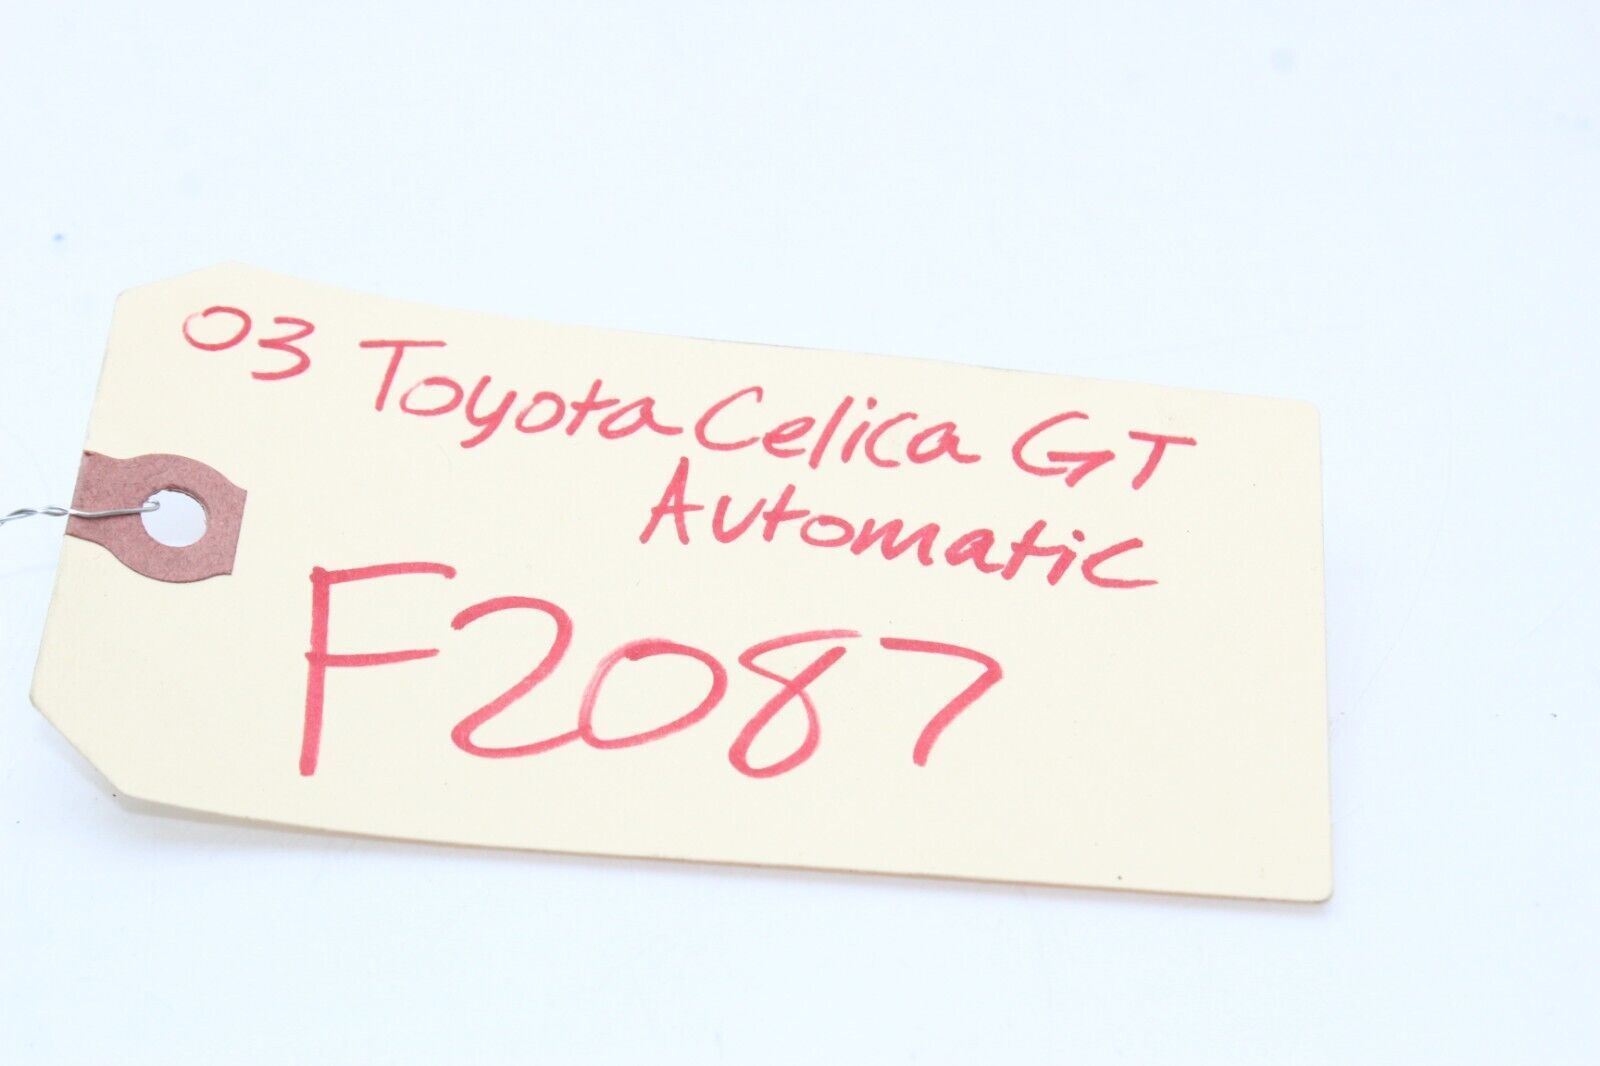 03 Toyota Celica GT
Automatic
F2087